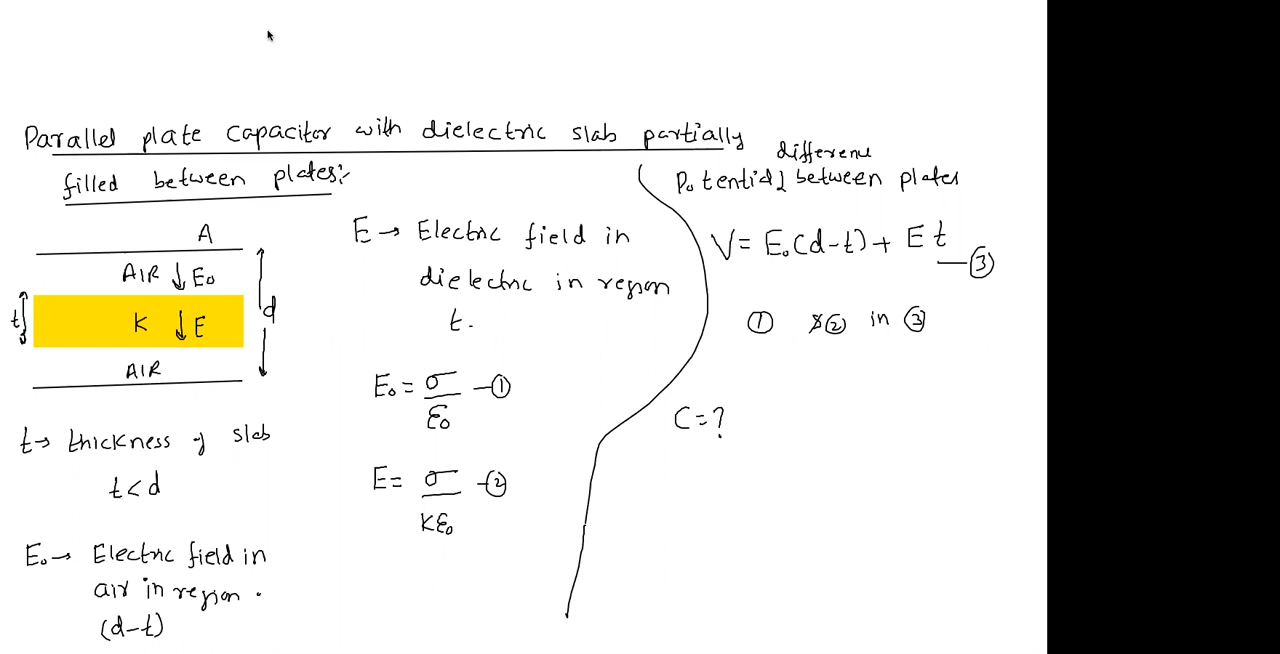 Parallel plate capacitor with dielectric slab partially
filled between plates:
A
AIR ↓ E₀
t
K ↓ E
d
AIR
t → thickness of slab
t < d
E₀ → Electric field in
air in region .
(d-t)
E → Electric field in
dielectric in region
t.
E₀ = σ/ε₀ — ①
E = σ/Kε₀ — ②
difference
Potential between plates
V = E₀(d-t) + E t — ③
① & ② in ③
C = ?